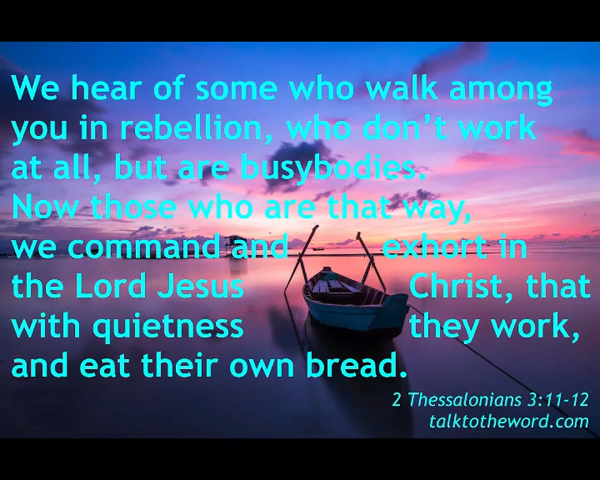 We hear of some who walk among
you in rebellion, who don't work
at all, but are busybodies.
Now those who are that way,
we command and exhort in
the Lord Jesus Christ, that
with quietness they work,
and eat their own bread.
2 Thessalonians 3:11-12
talktotheword.com